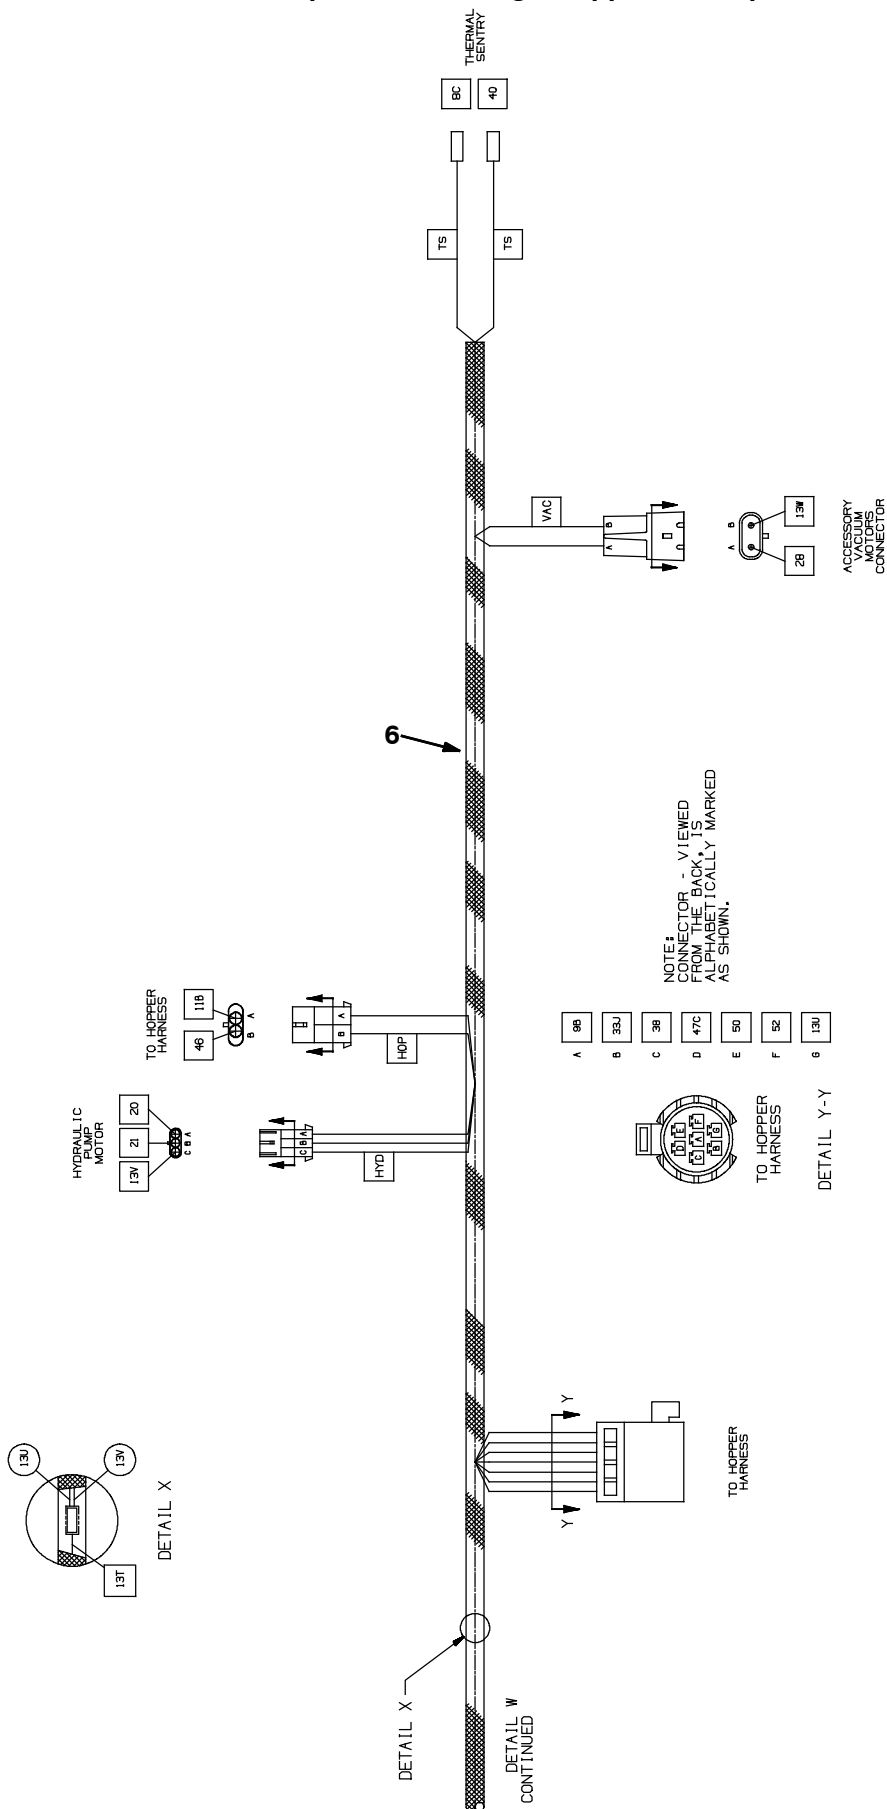 THERMAL
SENTRY
8C
40
TS
TS
VAC
A
B
A
B
28
13W
ACCESSORY
VACUUM
MOTORS
CONNECTOR
6
NOTE:
CONNECTOR - VIEWED
FROM THE BACK, IS
ALPHABETICALLY MARKED
AS SHOWN.
TO HOPPER
HARNESS
46
11B
B
A
B
A
HOP
HYDRAULIC
PUMP
MOTOR
13V
21
20
C
B
A
C
B
A
HYD
A
9B
B
33J
C
38
D
47C
E
50
F
52
G
13U
D
E
C
A
F
B
G
TO HOPPER
HARNESS
DETAIL Y-Y
13U
13V
13T
DETAIL X
Y
Y
TO HOPPER
HARNESS
DETAIL X
DETAIL W
CONTINUED